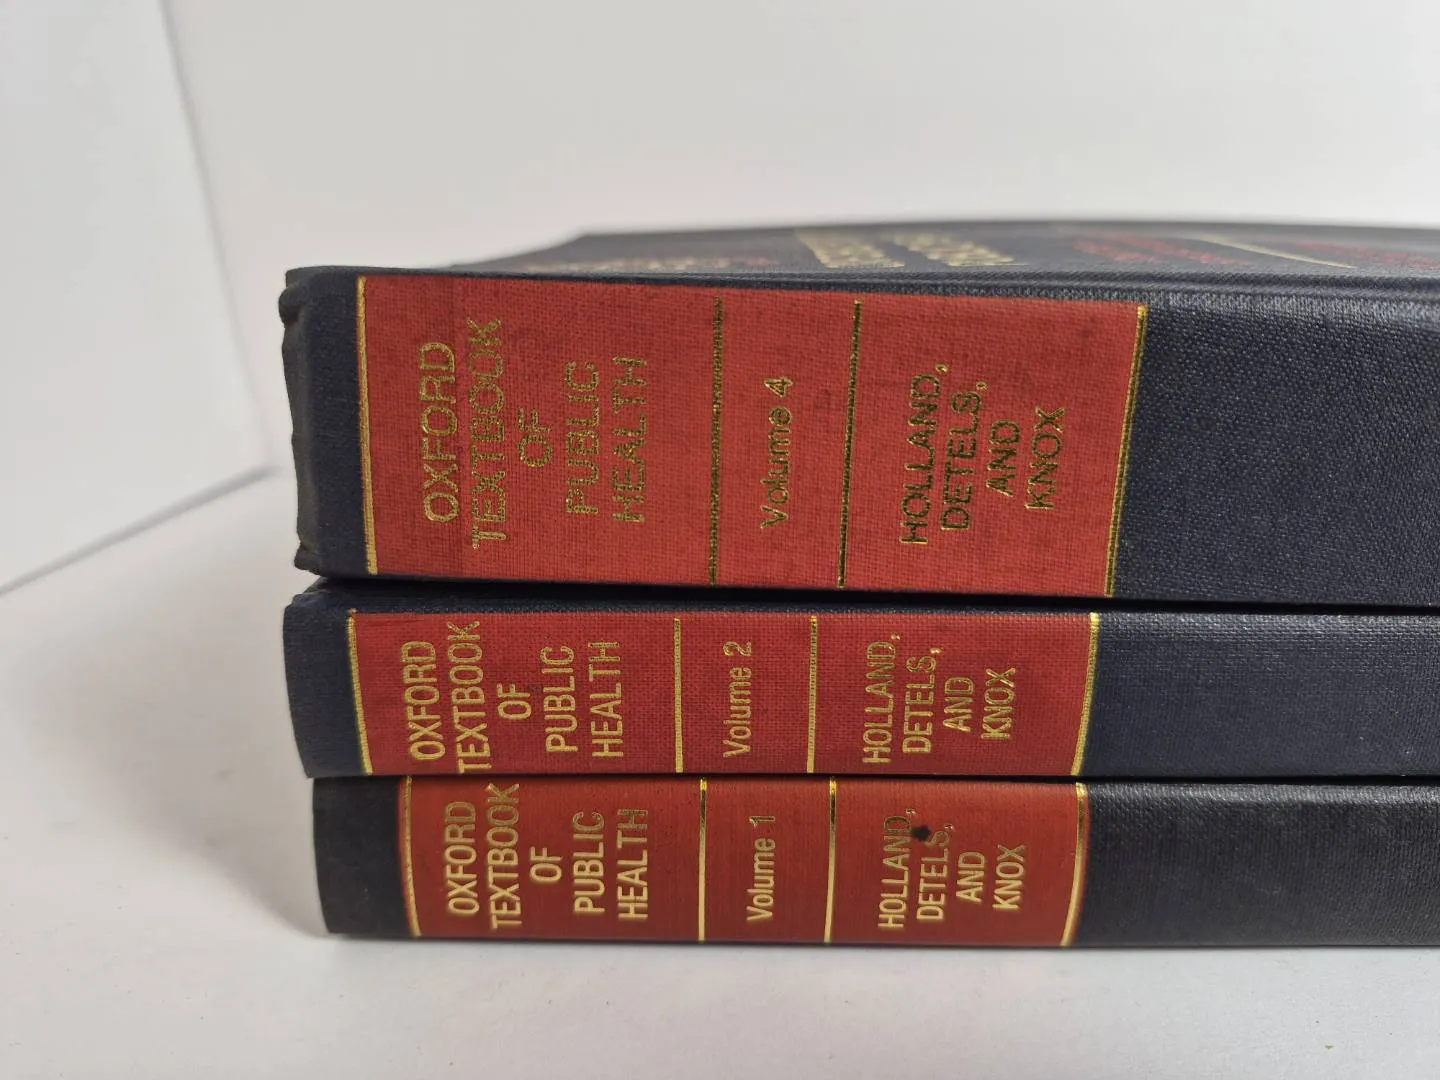 OXFORD
TEXTBOOK
OF
PUBLIC
HEALTH
Volume 4
HOLLAND,
DETELS,
AND
KNOX
OXFORD
TEXTBOOK
OF
PUBLIC
HEALTH
Volume 2
HOLLAND,
DETELS,
AND
KNOX
OXFORD
TEXTBOOK
OF
PUBLIC
HEALTH
Volume 1
HOLLAND,
DETELS,
AND
KNOX